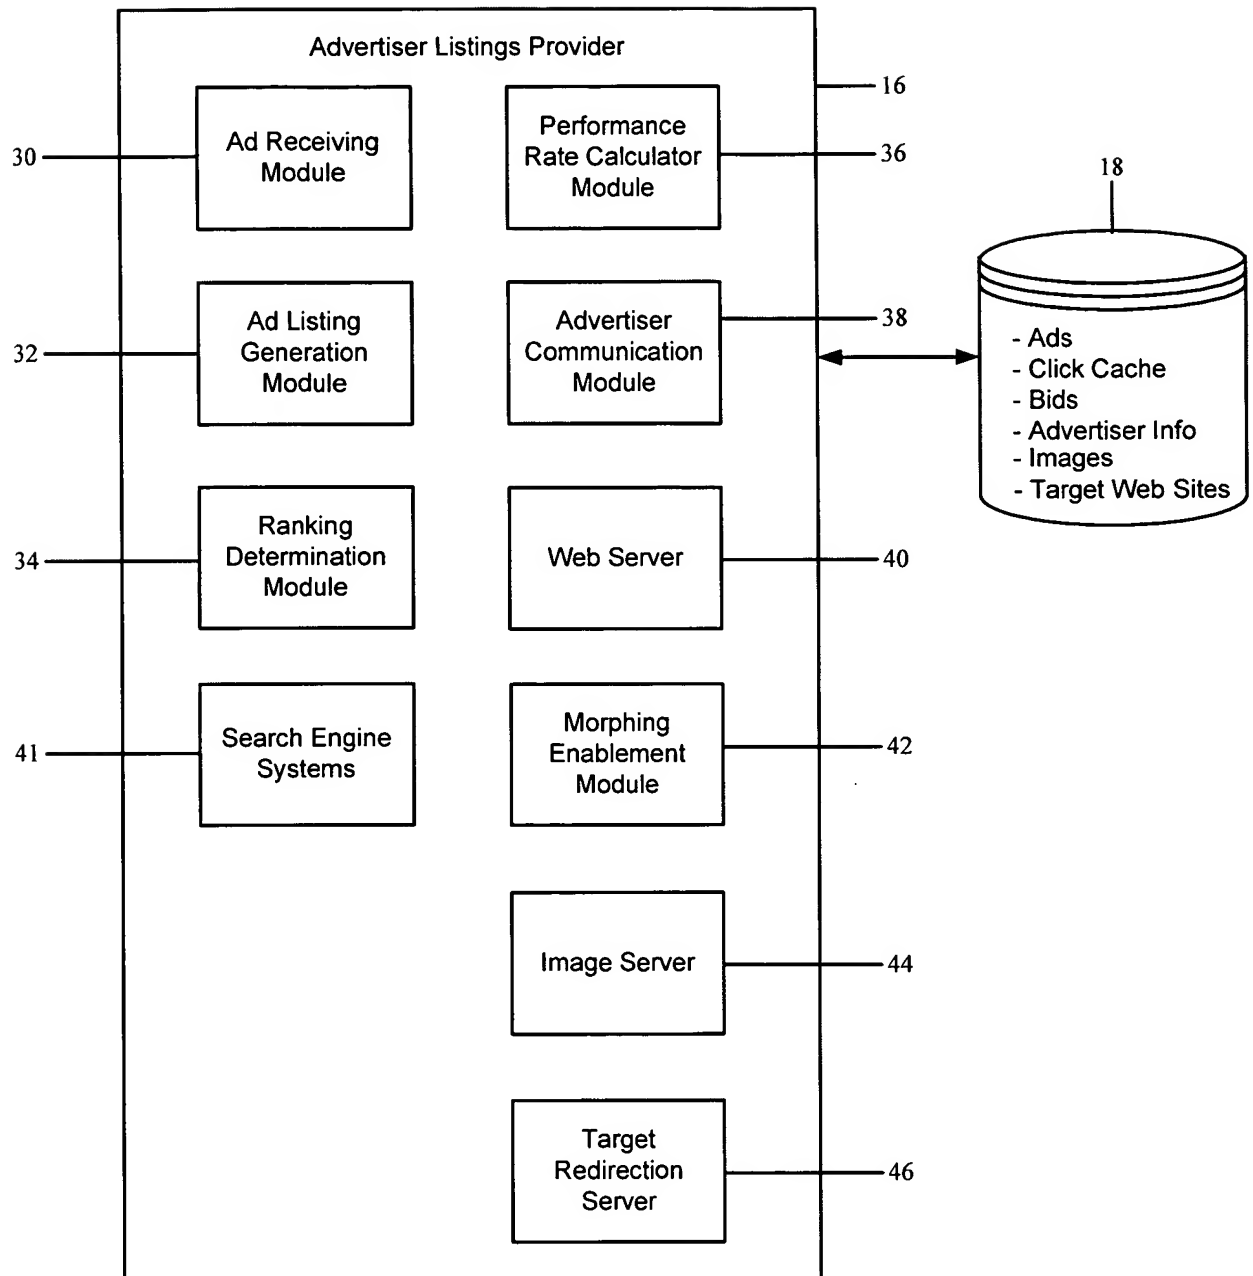 Advertiser Listings Provider
16
30
Ad Receiving
Module
Performance
Rate Calculator
Module
36
18
32
Ad Listing
Generation
Module
Advertiser
Communication
Module
38
- Ads
- Click Cache
- Bids
- Advertiser Info
- Images
- Target Web Sites
34
Ranking
Determination
Module
Web Server
40
41
Search Engine
Systems
Morphing
Enablement
Module
42
Image Server
44
Target
Redirection
Server
46